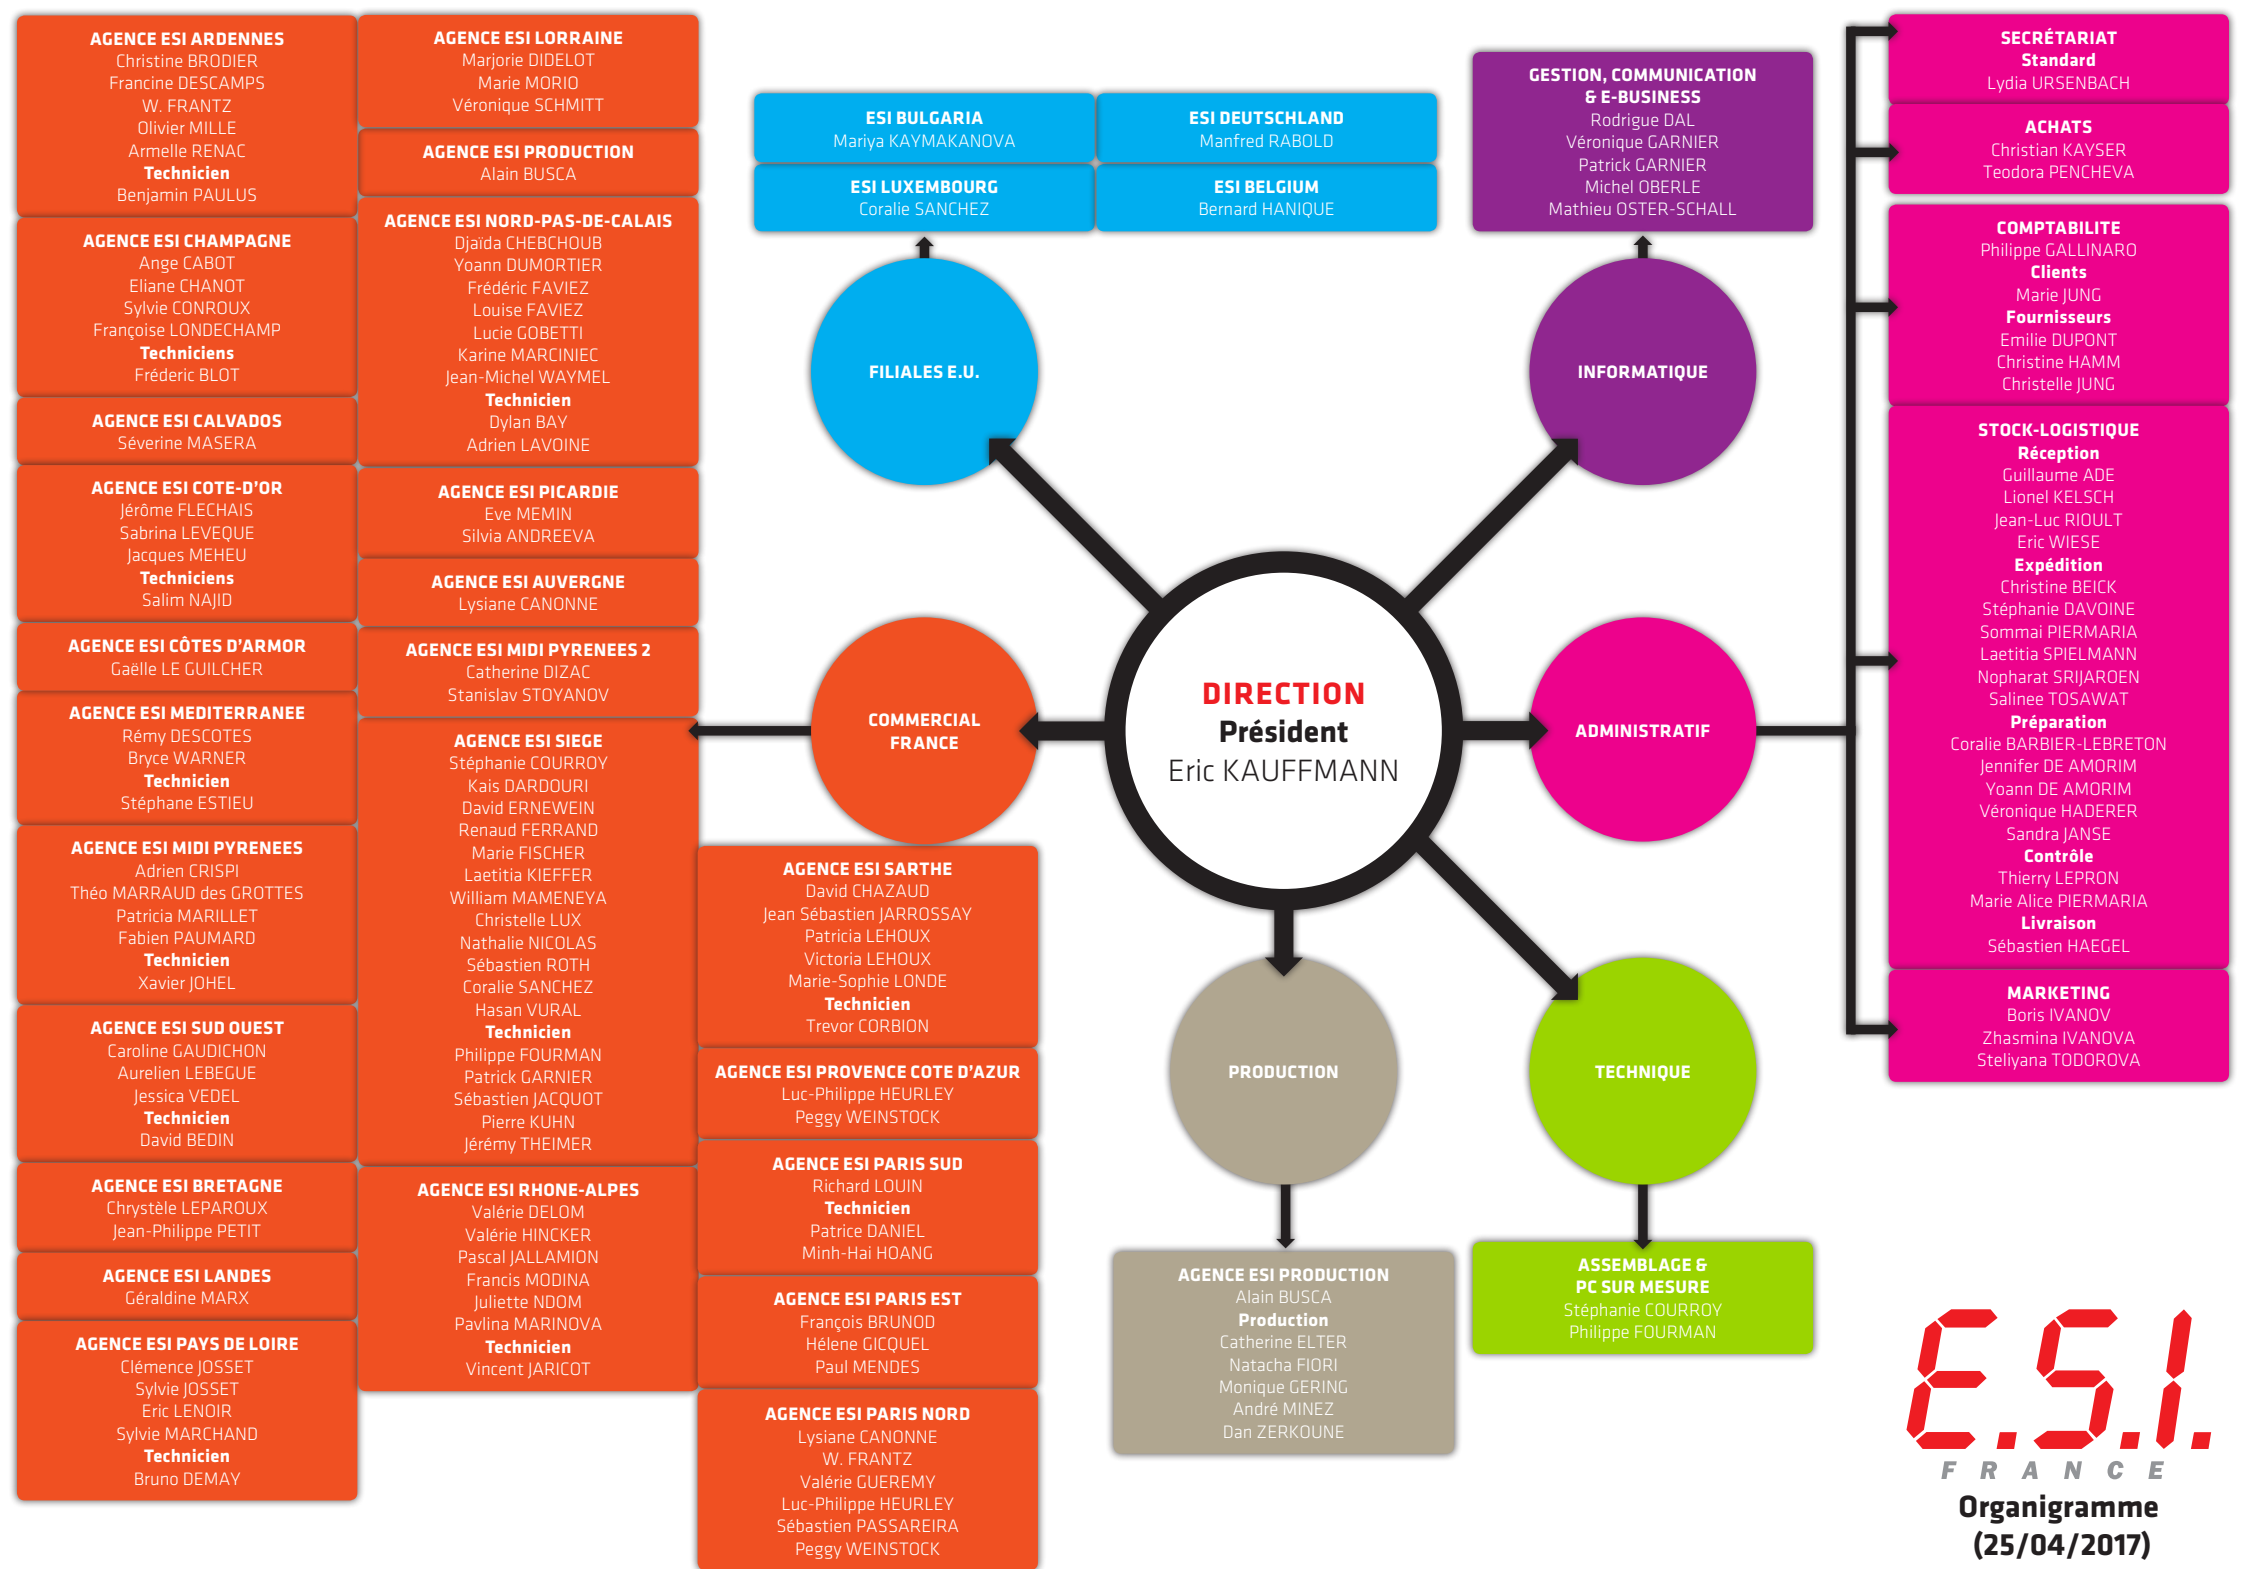 AGENCE ESI ARDENNES
Christine BRODIER
Francine DESCAMPS
W. FRANTZ
Olivier MILLE
Armelle RENAC
Technicien
Benjamin PAULUS
AGENCE ESI CHAMPAGNE
Ange CABOT
Eliane CHANOT
Sylvie CONROUX
Françoise LONDECHAMP
Techniciens
Fréderic BLOT
AGENCE ESI CALVADOS
Séverine MASERA
AGENCE ESI COTE-D'OR
Jérôme FLECHAIS
Sabrina LEVEQUE
Jacques MEHEU
Techniciens
Salim NAJID
AGENCE ESI CÔTES D'ARMOR
Gaëlle LE GUILCHER
AGENCE ESI MEDITERRANEE
Rémy DESCOTES
Bryce WARNER
Technicien
Stéphane ESTIEU
AGENCE ESI MIDI PYRENEES
Adrien CRISPI
Théo MARRAUD des GROTTES
Patricia MARILLET
Fabien PAUMARD
Technicien
Xavier JOHEL
AGENCE ESI SUD OUEST
Caroline GAUDICHON
Aurelien LEBEGUE
Jessica VEDEL
Technicien
David BEDIN
AGENCE ESI BRETAGNE
Chrystèle LEPAROUX
Jean-Philippe PETIT
AGENCE ESI LANDES
Géraldine MARX
AGENCE ESI PAYS DE LOIRE
Clémence JOSSET
Sylvie JOSSET
Eric LENOIR
Sylvie MARCHAND
Technicien
Bruno DEMAY
AGENCE ESI LORRAINE
Marjorie DIDELOT
Marie MORIO
Véronique SCHMITT
AGENCE ESI PRODUCTION
Alain BUSCA
AGENCE ESI NORD-PAS-DE-CALAIS
Djaïda CHEBCHOUB
Yoann DUMORTIER
Frédéric FAVIEZ
Louise FAVIEZ
Lucie GOBETTI
Karine MARCINIEC
Jean-Michel WAYMEL
Technicien
Dylan BAY
Adrien LAVOINE
AGENCE ESI PICARDIE
Eve MEMIN
Silvia ANDREEVA
AGENCE ESI AUVERGNE
Lysiane CANONNE
AGENCE ESI MIDI PYRENEES 2
Catherine DIZAC
Stanislav STOYANOV
AGENCE ESI SIEGE
Stéphanie COURROY
Kais DARDOURI
David ERNEWEIN
Renaud FERRAND
Marie FISCHER
Laetitia KIEFFER
William MAMENEYA
Christelle LUX
Nathalie NICOLAS
Sébastien ROTH
Coralie SANCHEZ
Hasan VURAL
Technicien
Philippe FOURMAN
Patrick GARNIER
Sébastien JACQUOT
Pierre KUHN
Jérémy THEIMER
AGENCE ESI RHONE-ALPES
Valérie DELOM
Valérie HINCKER
Pascal JALLAMION
Francis MODINA
Juliette NDOM
Pavlina MARINOVA
Technicien
Vincent JARICOT
AGENCE ESI SARTHE
David CHAZAUD
Jean Sébastien JARROSSAY
Patricia LEHOUX
Victoria LEHOUX
Marie-Sophie LONDE
Technicien
Trevor CORBION
AGENCE ESI PROVENCE COTE D'AZUR
Luc-Philippe HEURLEY
Peggy WEINSTOCK
AGENCE ESI PARIS SUD
Richard LOUIN
Technicien
Patrice DANIEL
Minh-Hai HOANG
AGENCE ESI PARIS EST
François BRUNOD
Hélene GICQUEL
Paul MENDES
AGENCE ESI PARIS NORD
Lysiane CANONNE
W. FRANTZ
Valérie GUEREMY
Luc-Philippe HEURLEY
Sébastien PASSAREIRA
Peggy WEINSTOCK
ESI BULGARIA
Mariya KAYMAKANOVA
ESI DEUTSCHLAND
Manfred RABOLD
ESI LUXEMBOURG
Coralie SANCHEZ
ESI BELGIUM
Bernard HANIQUE
FILIALES E.U.
COMMERCIAL
FRANCE
DIRECTION
Président
Eric KAUFFMANN
GESTION, COMMUNICATION
& E-BUSINESS
Rodrigue DAL
Véronique GARNIER
Patrick GARNIER
Michel OBERLE
Mathieu OSTER-SCHALL
INFORMATIQUE
ADMINISTRATIF
PRODUCTION
TECHNIQUE
AGENCE ESI PRODUCTION
Alain BUSCA
Production
Catherine ELTER
Natacha FIORI
Monique GERING
André MINEZ
Dan ZERKOUNE
ASSEMBLAGE &
PC SUR MESURE
Stéphanie COURROY
Philippe FOURMAN
SECRÉTARIAT
Standard
Lydia URSENBACH
ACHATS
Christian KAYSER
Teodora PENCHEVA
COMPTABILITE
Philippe GALLINARO
Clients
Marie JUNG
Fournisseurs
Emilie DUPONT
Christine HAMM
Christelle JUNG
STOCK-LOGISTIQUE
Réception
Guillaume ADE
Lionel KELSCH
Jean-Luc RIOULT
Eric WIESE
Expédition
Christine BEICK
Stéphanie DAVOINE
Sommai PIERMARIA
Laetitia SPIELMANN
Nopharat SRIJAROEN
Salinee TOSAWAT
Préparation
Coralie BARBIER-LEBRETON
Jennifer DE AMORIM
Yoann DE AMORIM
Véronique HADERER
Sandra JANSE
Contrôle
Thierry LEPRON
Marie Alice PIERMARIA
Livraison
Sébastien HAEGEL
MARKETING
Boris IVANOV
Zhasmina IVANOVA
Steliyana TODOROVA
E.S.I.
FRANCE
Organigramme
(25/04/2017)